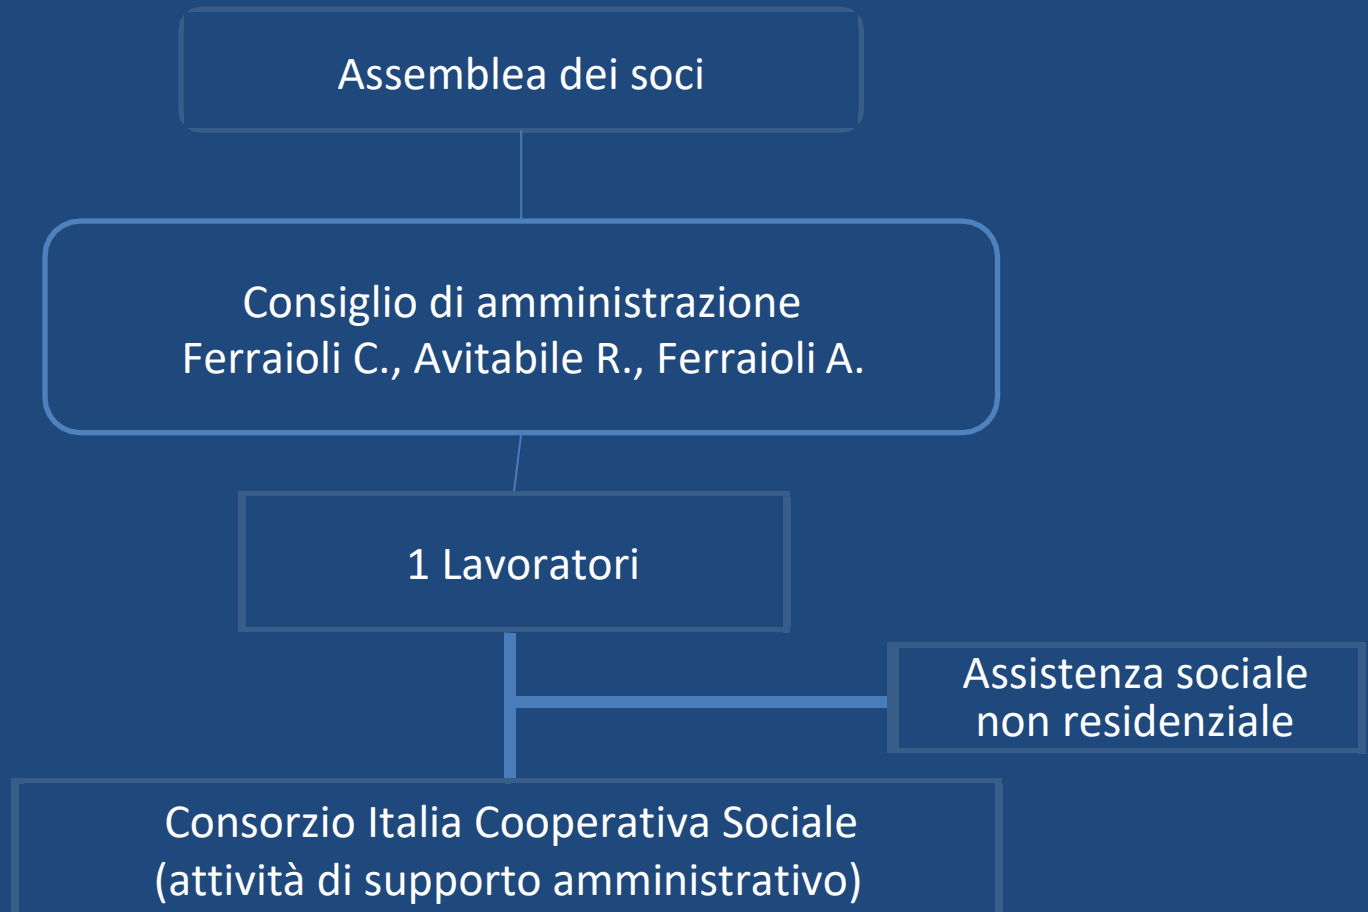 Assemblea dei soci
Consiglio di amministrazione
Ferraioli C., Avitabile R., Ferraioli A.
1 Lavoratori
Assistenza sociale
non residenziale
Consorzio Italia Cooperativa Sociale
(attività di supporto amministrativo)